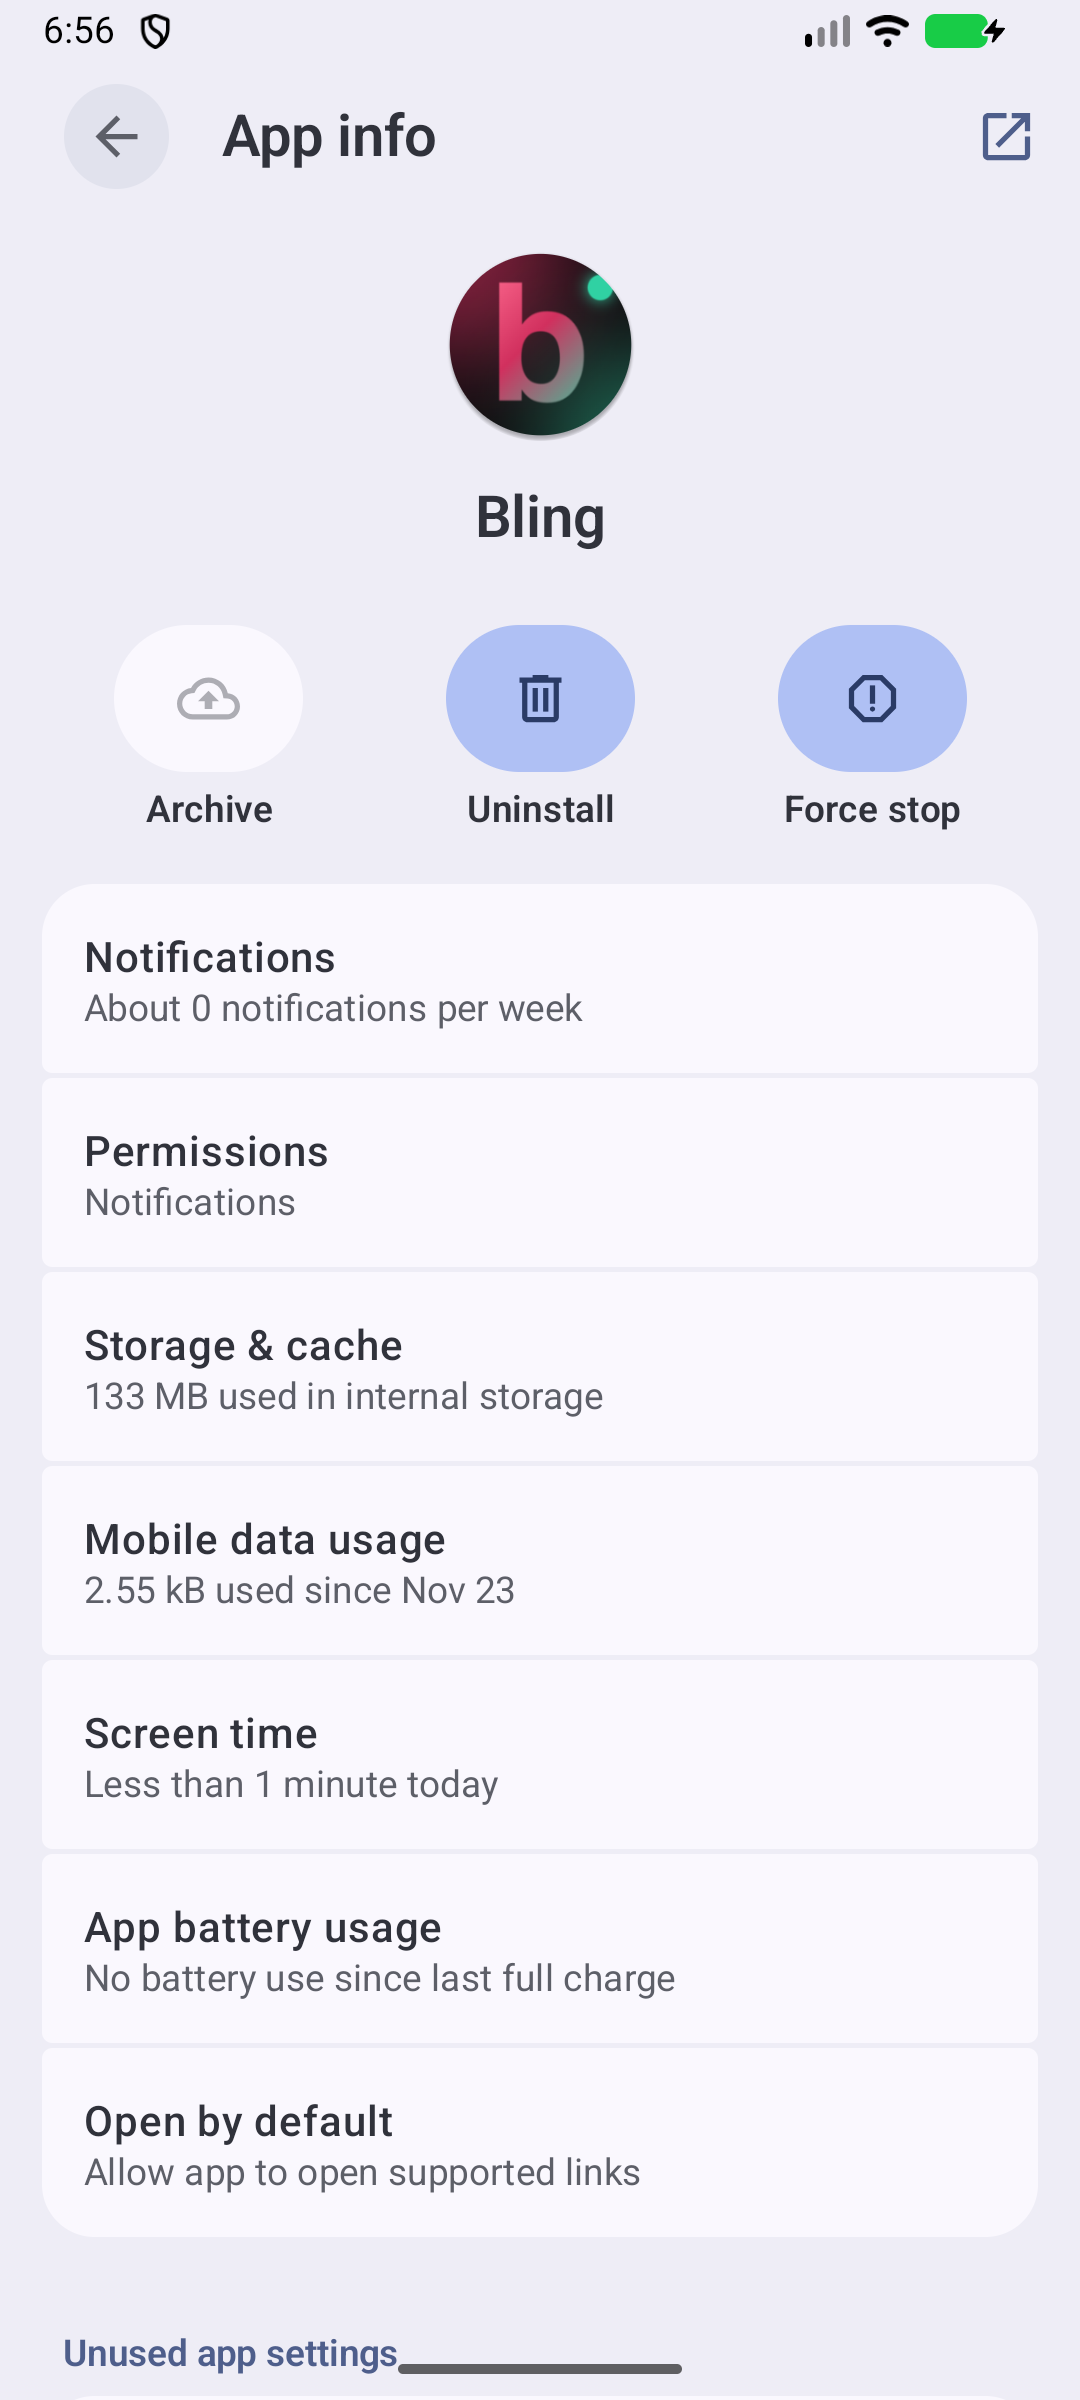 6:56
App info
b
Bling
Archive
Uninstall
Force stop
Notifications
About 0 notifications per week
Permissions
Notifications
Storage & cache
133 MB used in internal storage
Mobile data usage
2.55 kB used since Nov 23
Screen time
Less than 1 minute today
App battery usage
No battery use since last full charge
Open by default
Allow app to open supported links
Unused app settings